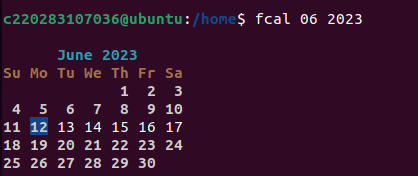 c220283107036@ubuntu:/home$ fcal 06 2023
June 2023
Su Mo Tu We Th Fr Sa
1 2 3
4 5 6 7 8 9 10
11 12 13 14 15 16 17
18 19 20 21 22 23 24
25 26 27 28 29 30